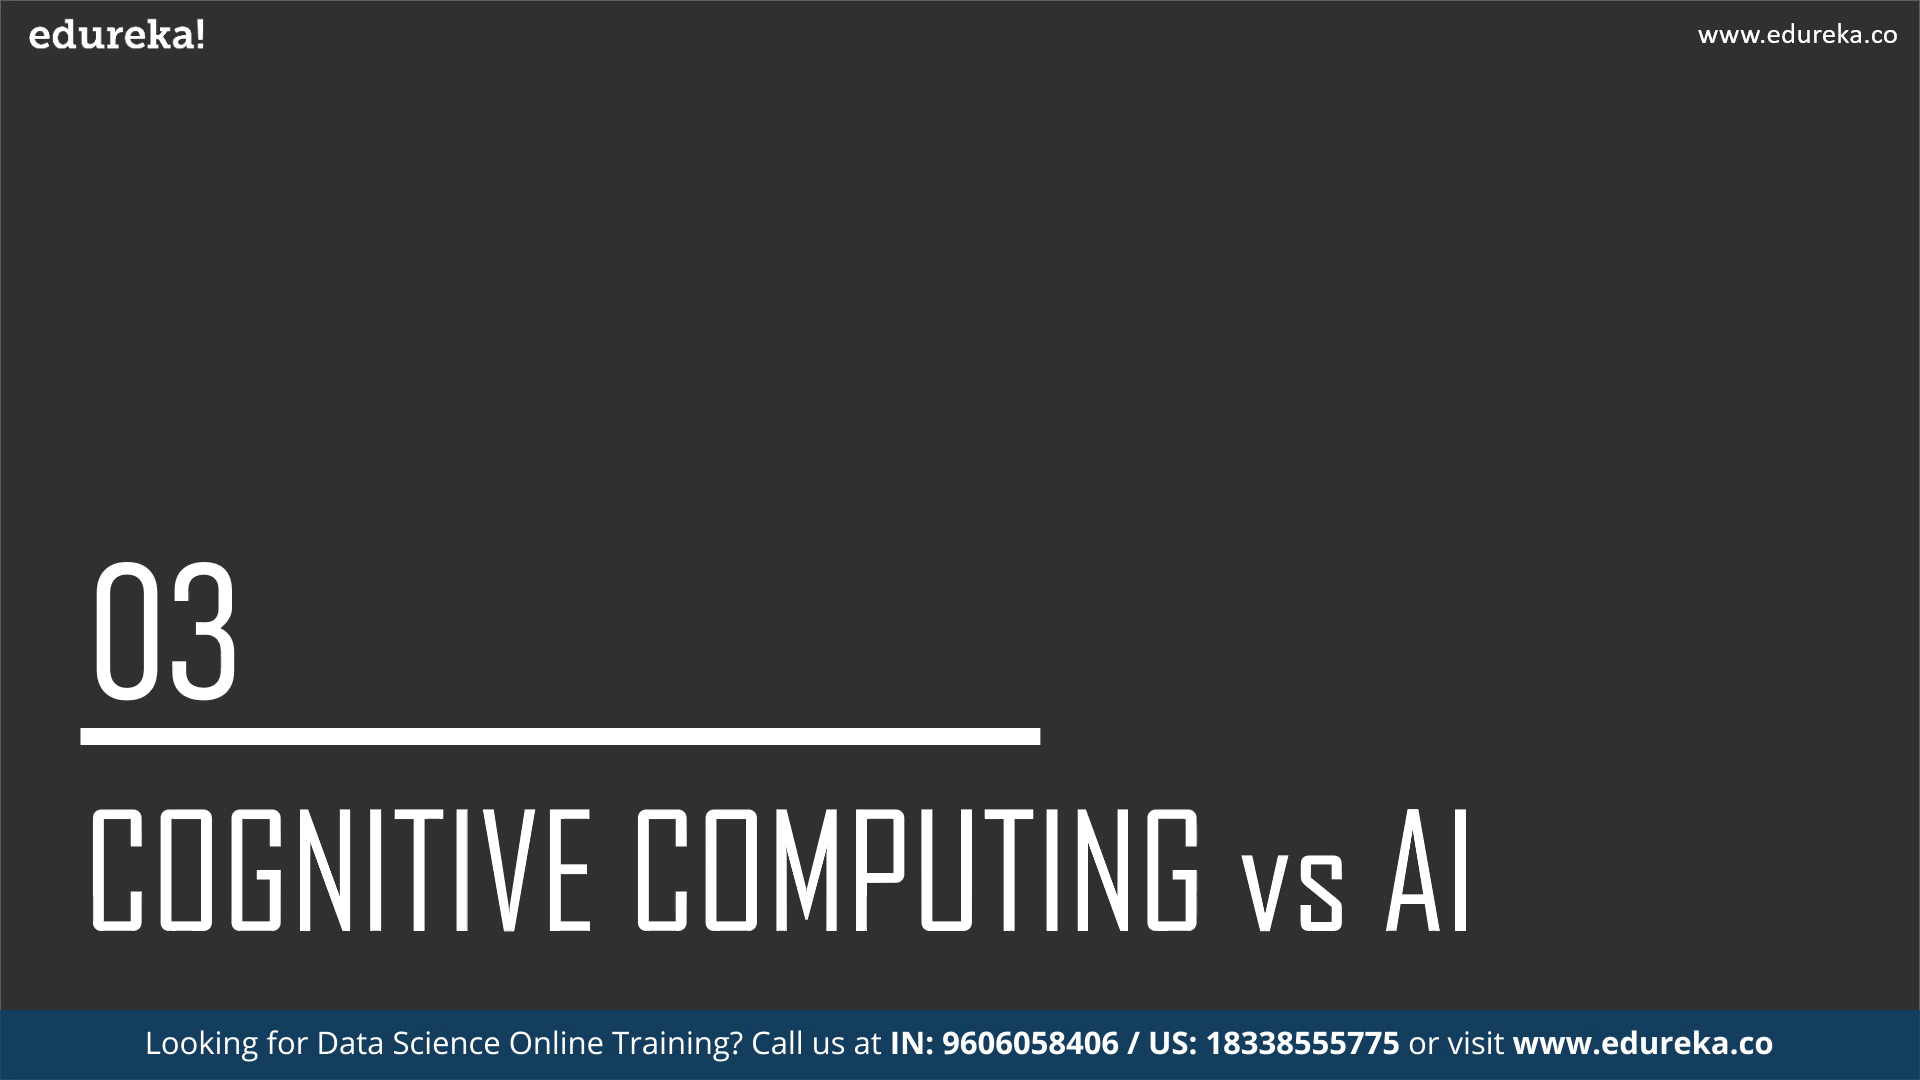 edureka!
www.edureka.co
03
COGNITIVE COMPUTING vs AI
Looking for Data Science Online Training? Call us at IN: 9606058406 / US: 18338555775 or visit www.edureka.co